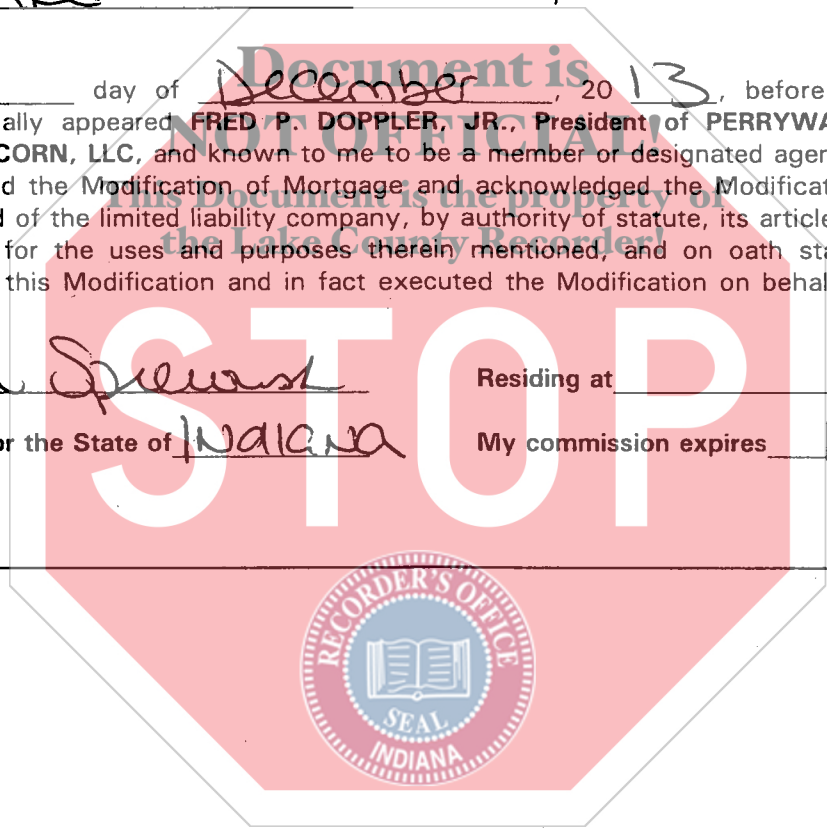 Document is
day of December, 20 13, before
NOT OFFICIAL!
ally appeared FRED P. DOPPLER, JR., President of PERRYWA
CORN, LLC, and known to me to be a member or designated agen
d the Modification of Mortgage and acknowledged the Modificat
This Document is the property of
d of the limited liability company, by authority of statute, its article
the Lake County Recorder!
for the uses and purposes therein mentioned, and on oath sta
this Modification and in fact executed the Modification on behal
STOP
Residing at
or the State of INdIaNa My commission expires
RECORDER'S OFFICE
SEAL
INDIANA